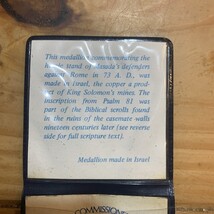 This medallion commemorating the
heroic stand of Masada's defenders
against Rome in 73 A. D., was
made in Israel, the copper a prod-
uct of King Solomon's mines. The
inscription from Psalm 81 was
part of the Biblical scrolls found
in the ruins of the casemate walls
nineteen centuries later (see reverse
side for full scripture text).
Medallion made in Israel
COMMISSIONED